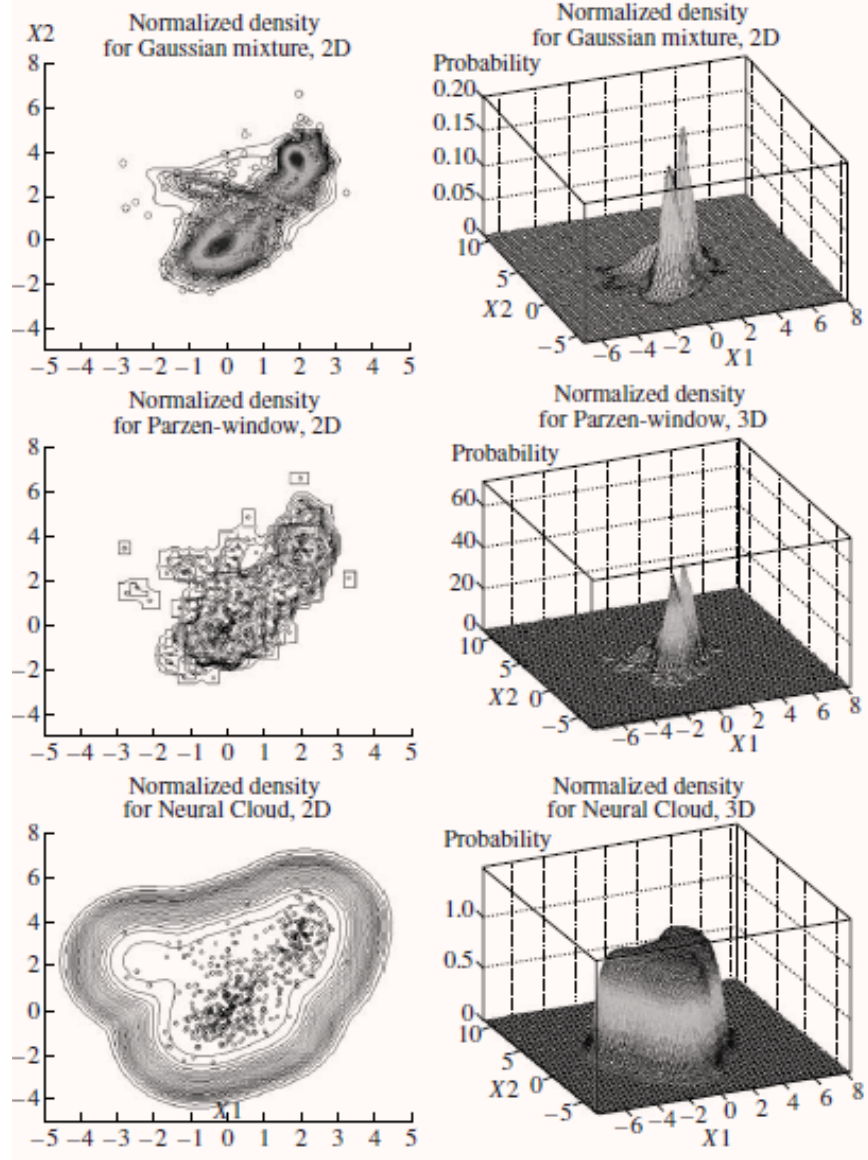 Normalized density
for Gaussian mixture, 2D
X2
8
6
4
2
0
−2
−4
−5 −4 −3 −2 −1 0 1 2 3 4 5
Normalized density
for Gaussian mixture, 2D
Probability
0.20
0.15
0.10
0.05
0
10
5
X2 0
−5
−6 −4 −2 0 2 4 6 8
X1
Normalized density
for Parzen-window, 2D
8
6
4
2
0
−2
−4
−5 −4 −3 −2 −1 0 1 2 3 4 5
Normalized density
for Parzen-window, 3D
Probability
60
40
20
0
10
5
X2 0
−5
−6 −4 −2 0 2 4 6 8
X1
Normalized density
for Neural Cloud, 2D
8
6
4
2
0
−2
−4
X1
−5 −4 −3 −2 −1 0 1 2 3 4 5
Normalized density
for Neural Cloud, 3D
Probability
1.0
0.5
0
10
5
X2 0
−5
−6 −4 −2 0 2 4 6 8
X1